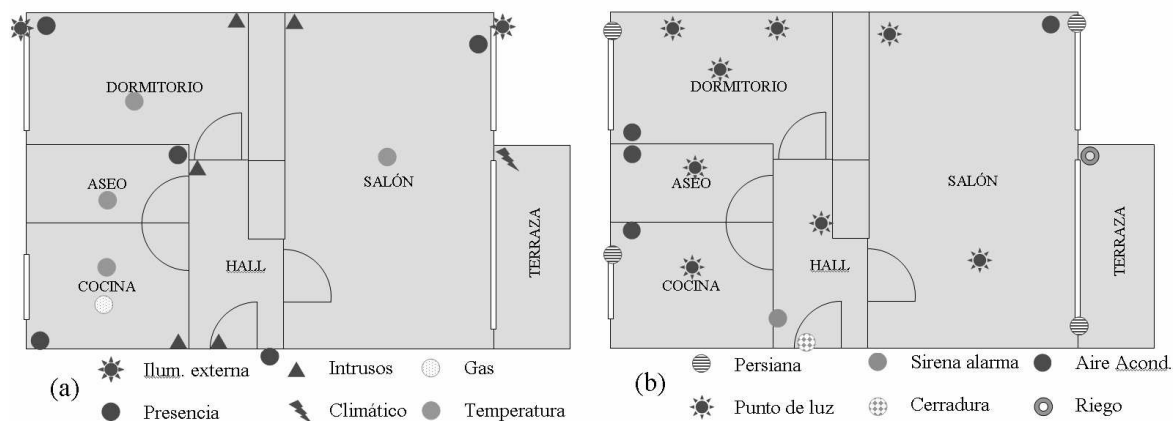 DORMITORIO
ASEO
SALÓN
TERRAZA
HALL
COCINA
(a)
Ilum. externa
Intrusos
Gas
Presencia
Climático
Temperatura
DORMITORIO
ASEO
SALÓN
TERRAZA
HALL
COCINA
(b)
Persiana
Sirena alarma
Aire Acond.
Punto de luz
Cerradura
Riego